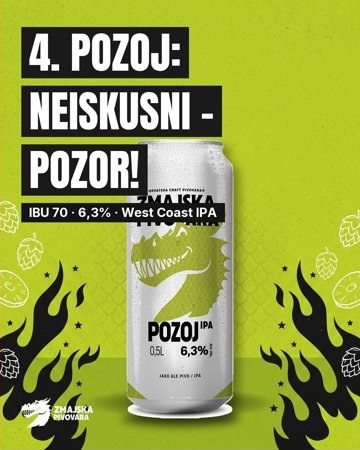 4. POZOJ:
NEISKUSNI -
POZOR!
HRVATSKA CRAFT PIVOVARA
ZMAJSKA
PIVOVARA
IBU 70 · 6,3% · West Coast IPA
POZOJ IPA
0,5L 6,3%
JAKO ALE PIVO / IPA
ZMAJSKA
PIVOVARA